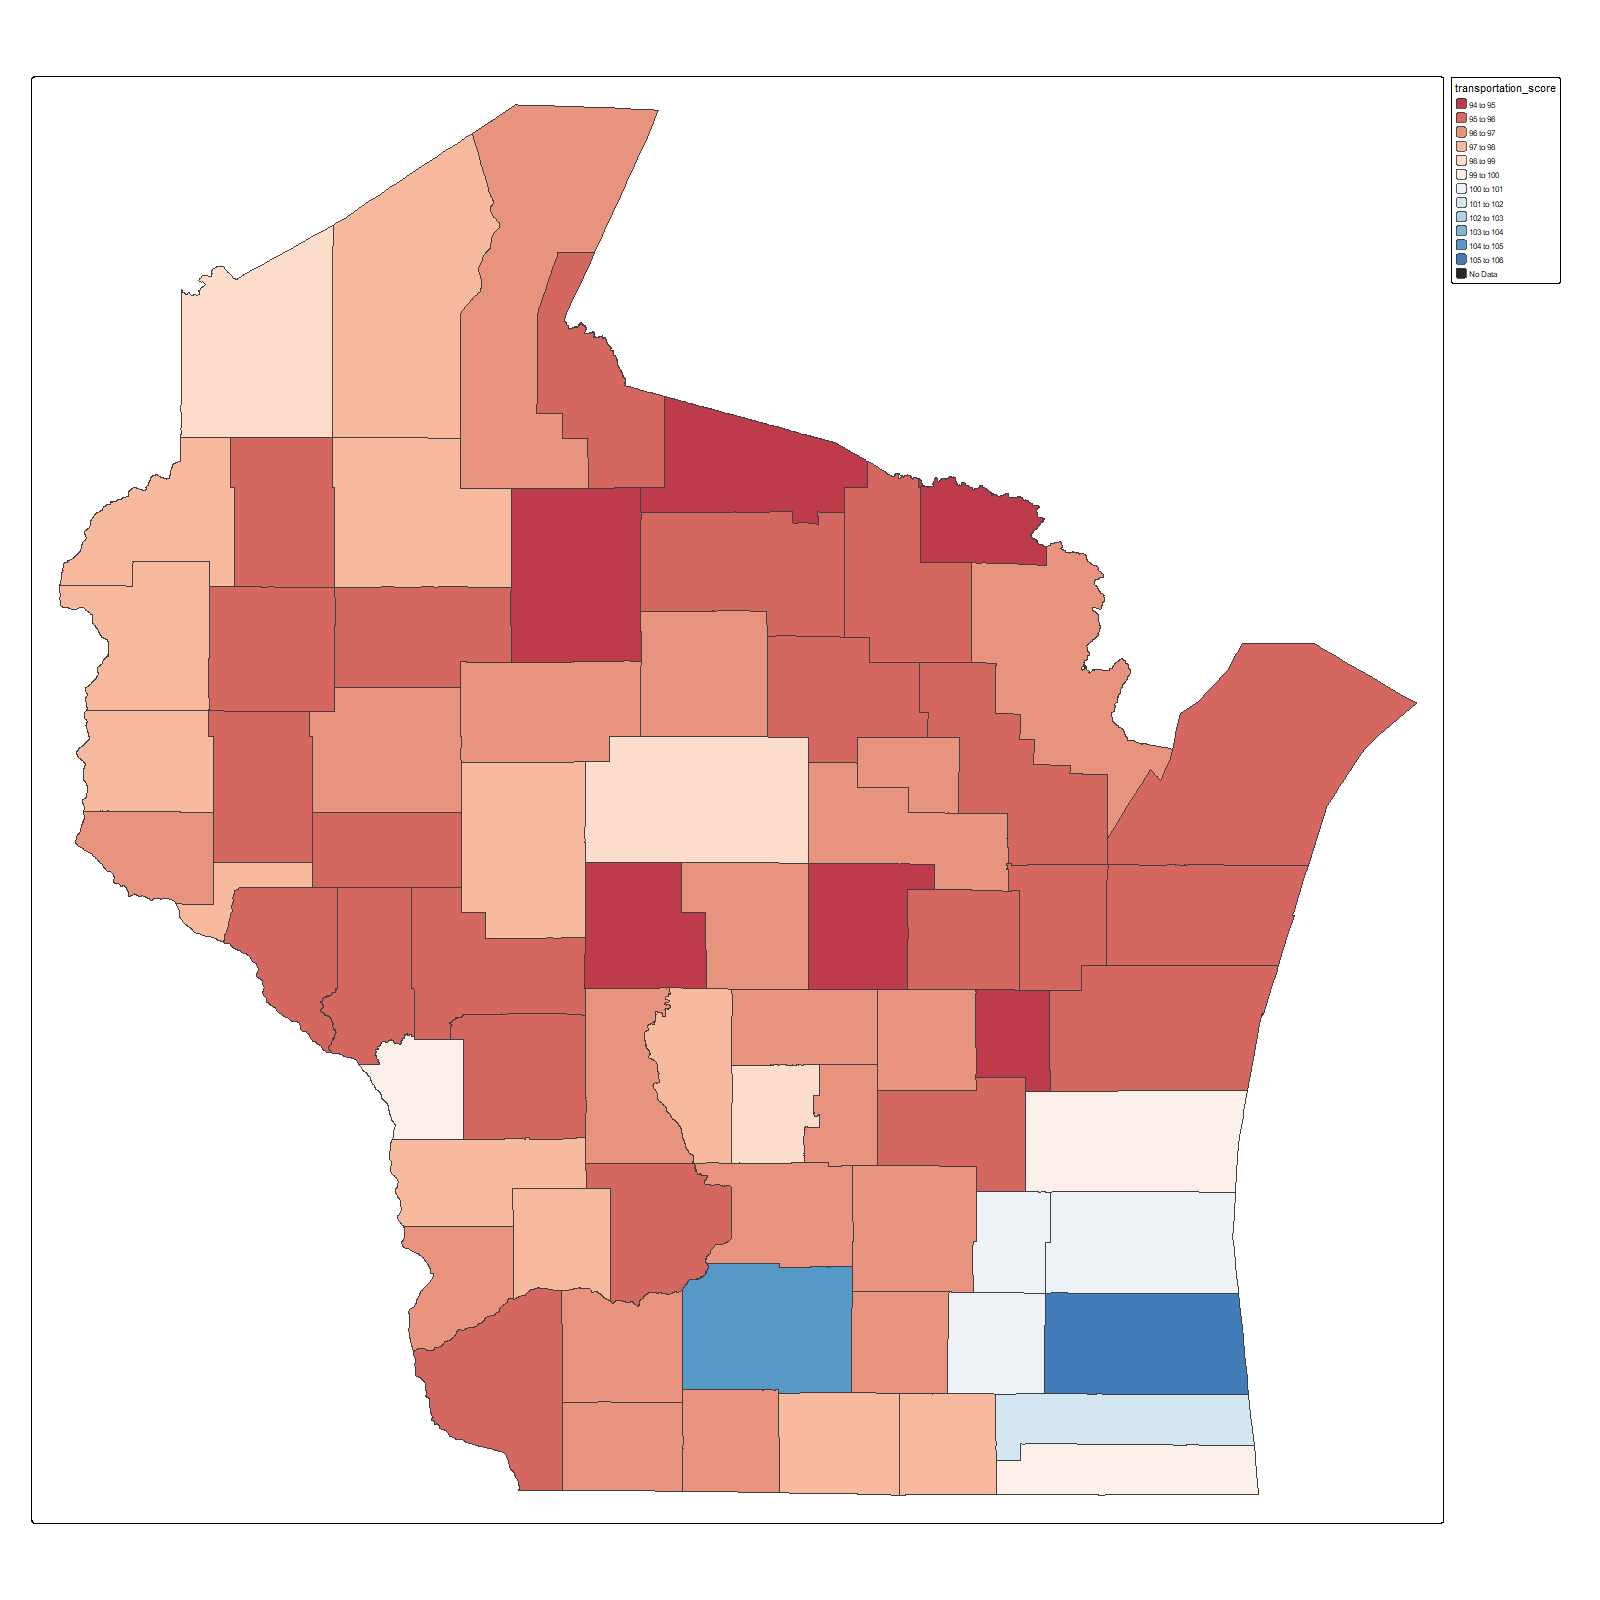 transportation_score
94 to 95
95 to 96
96 to 97
97 to 98
98 to 99
99 to 100
100 to 101
101 to 102
102 to 103
103 to 104
104 to 105
105 to 106
No Data